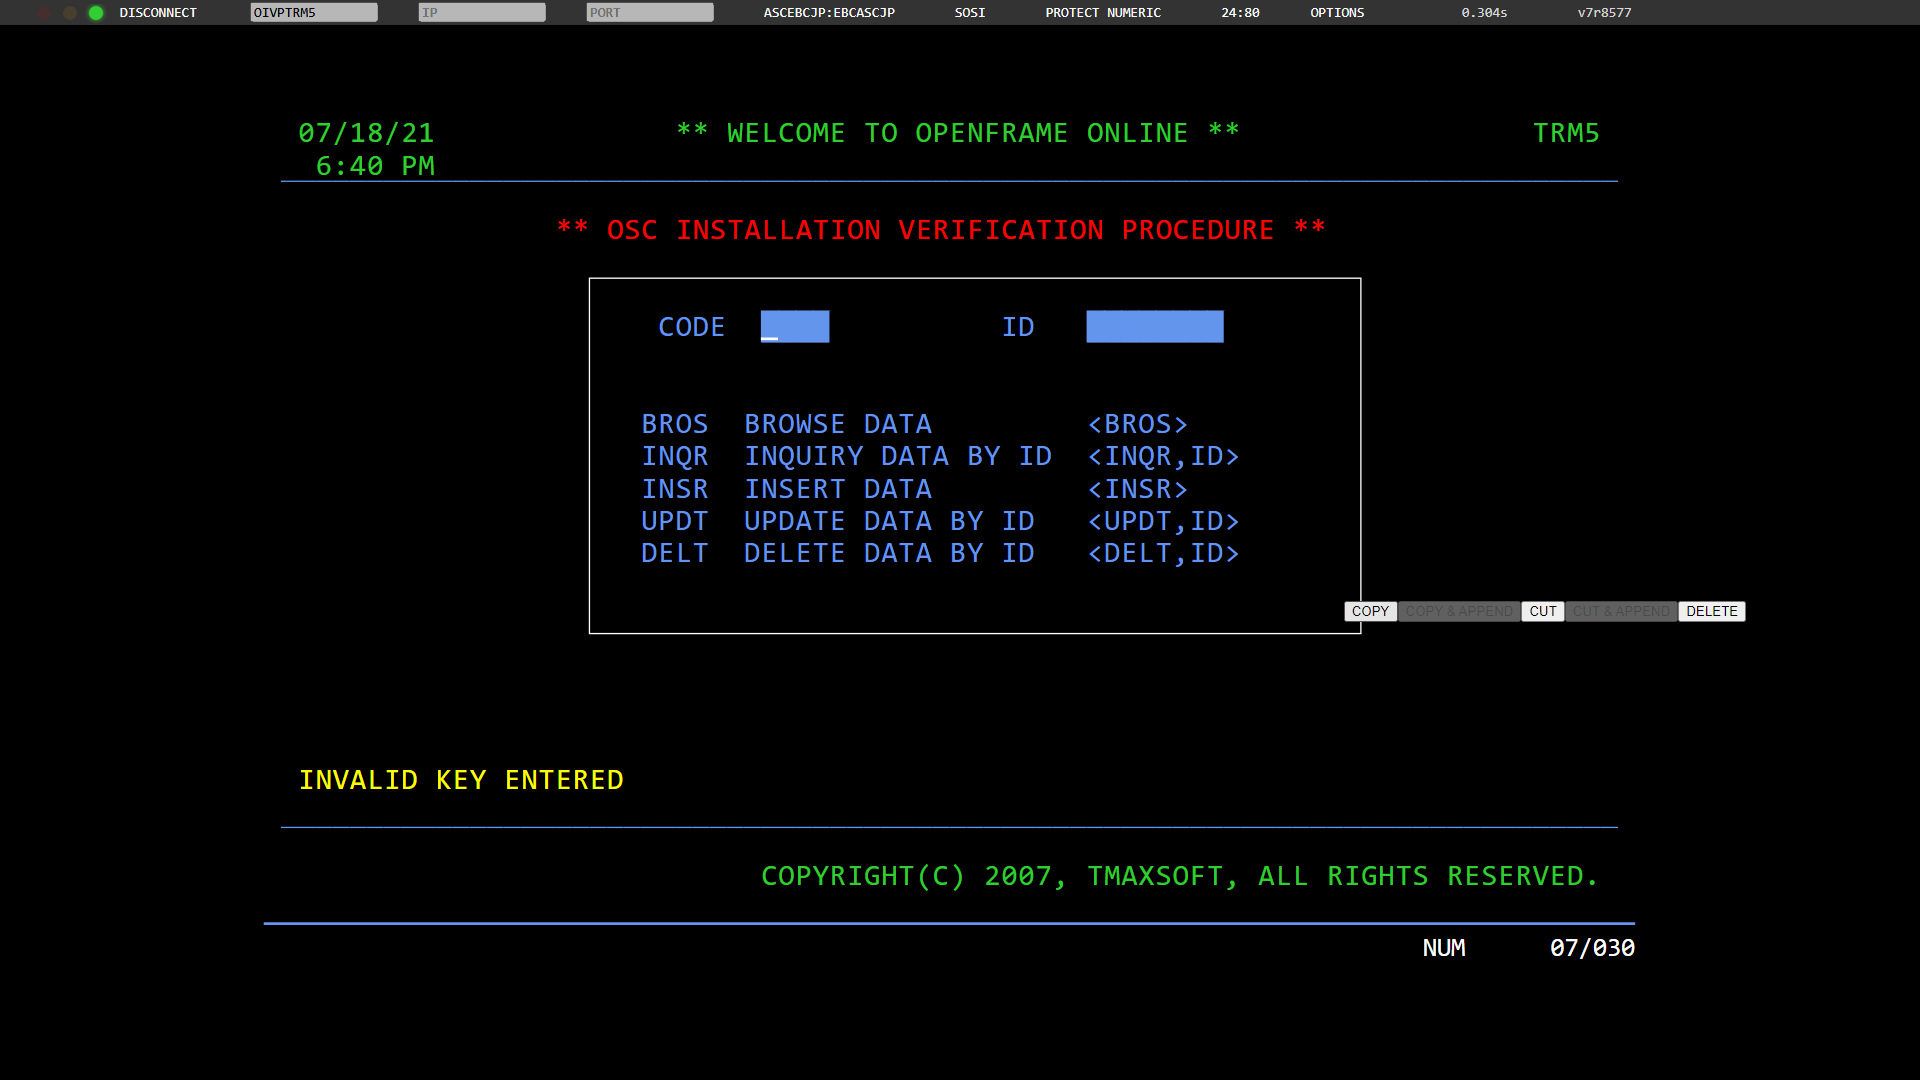 DISCONNECT OIVPTRM5 IP PORT ASCEBCJP:EBCASCJP SOSI PROTECT NUMERIC 24:80 OPTIONS 0.304s v7r8577
07/18/21 ** WELCOME TO OPENFRAME ONLINE ** TRM5
6:40 PM
** OSC INSTALLATION VERIFICATION PROCEDURE **
CODE _ ID
BROS BROWSE DATA <BROS>
INQR INQUIRY DATA BY ID <INQR,ID>
INSR INSERT DATA <INSR>
UPDT UPDATE DATA BY ID <UPDT,ID>
DELT DELETE DATA BY ID <DELT,ID>
COPY COPY & APPEND CUT CUT & APPEND DELETE
INVALID KEY ENTERED
COPYRIGHT(C) 2007, TMAXSOFT, ALL RIGHTS RESERVED.
NUM 07/030